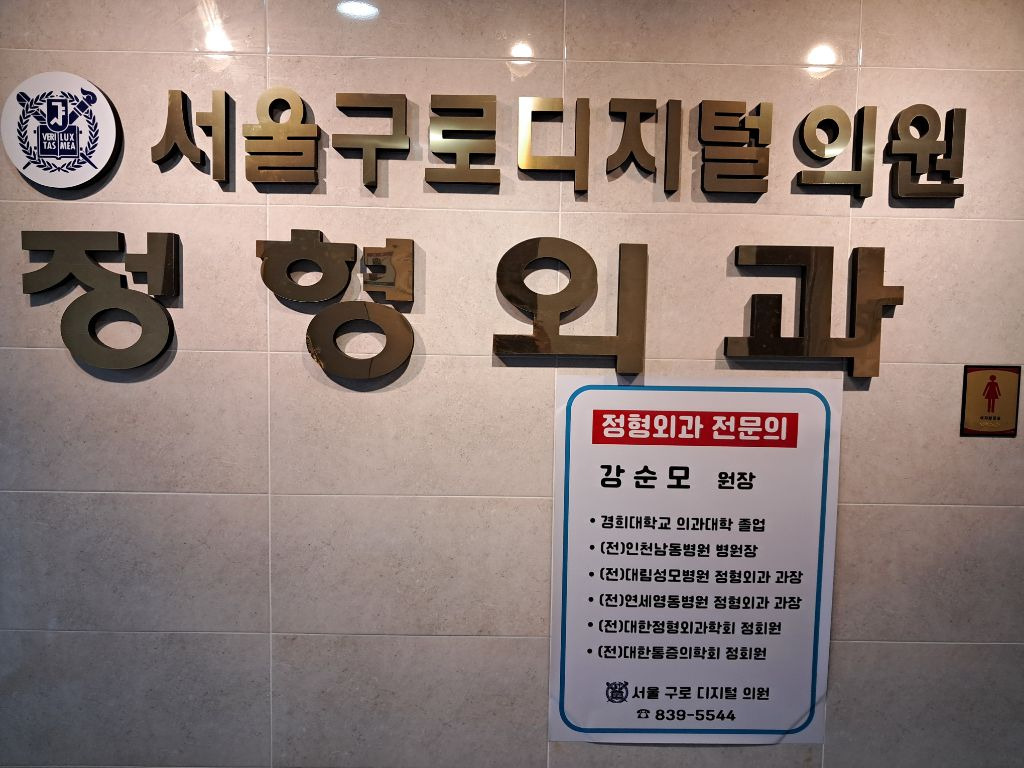 VERI LUX
TAS MEA
서울구로디지털의원
정형외과
정형외과 전문의
강순모 원장
• 경희대학교 의과대학 졸업
• (전)인천남동병원 병원장
• (전)대림성모병원 정형외과 과장
• (전)연세영동병원 정형외과 과장
• (전)대한정형외과학회 정회원
• (전)대한통증의학회 정회원
서울 구로 디지털 의원
☎ 839-5544